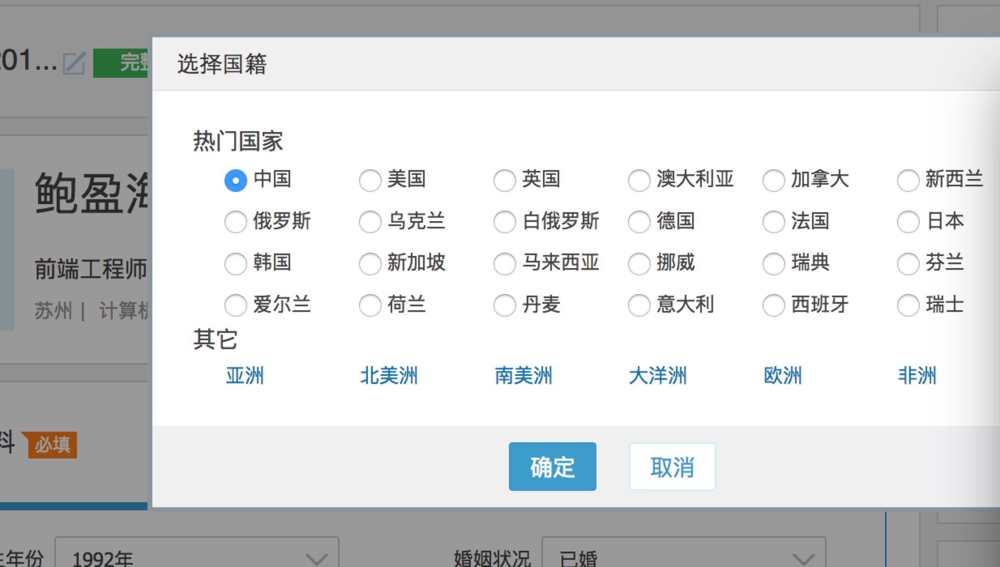 201...
完整
选择国籍
热门国家
中国 美国 英国 澳大利亚 加拿大 新西兰
鲍盈海
俄罗斯 乌克兰 白俄罗斯 德国 法国 日本
前端工程师
韩国 新加坡 马来西亚 挪威 瑞典 芬兰
苏州 | 计算机
爱尔兰 荷兰 丹麦 意大利 西班牙 瑞士
其它
亚洲 北美洲 南美洲 大洋洲 欧洲 非洲
料 必填
确定 取消
生年份 1992年 婚姻状况 已婚